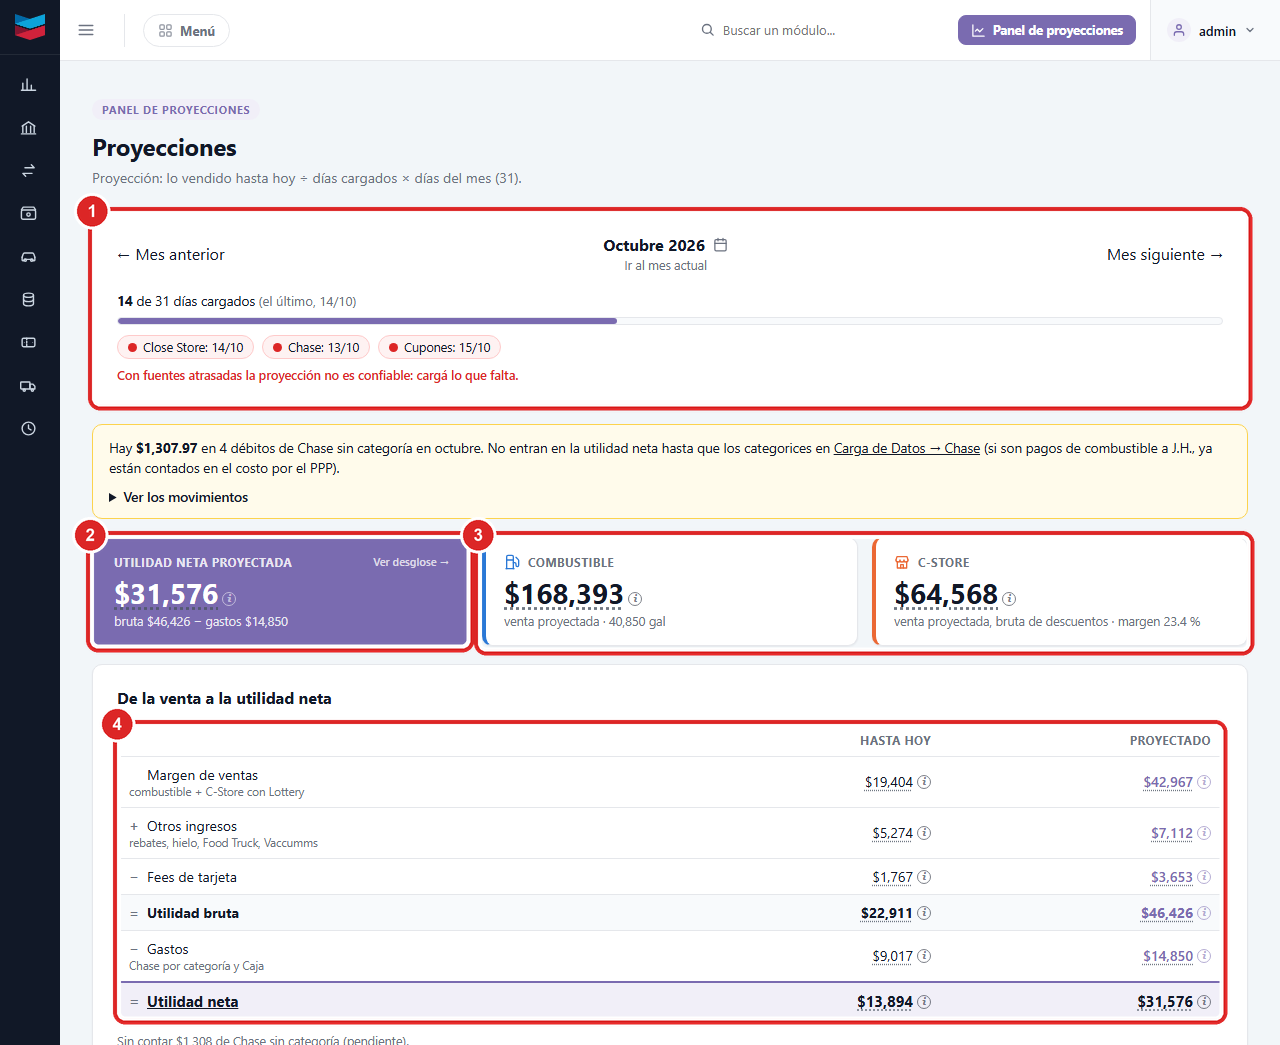 Menú
Buscar un módulo...
Panel de proyecciones
admin
PANEL DE PROYECCIONES
Proyecciones
Proyección: lo vendido hasta hoy ÷ días cargados × días del mes (31).
1
← Mes anterior
Octubre 2026
Mes siguiente →
Ir al mes actual
14 de 31 días cargados (el último, 14/10)
Close Store: 14/10
Chase: 13/10
Cupones: 15/10
Con fuentes atrasadas la proyección no es confiable: cargá lo que falta.
Hay $1,307.97 en 4 débitos de Chase sin categoría en octubre. No entran en la utilidad neta hasta que los categorices en Carga de Datos → Chase (si son pagos de combustible a J.H., ya
están contados en el costo por el PPP).
▶ Ver los movimientos
2
UTILIDAD NETA PROYECTADA
Ver desglose →
$31,576
bruta $46,426 − gastos $14,850
3
COMBUSTIBLE
$168,393
venta proyectada · 40,850 gal
C-STORE
$64,568
venta proyectada, bruta de descuentos · margen 23.4 %
De la venta a la utilidad neta
4
HASTA HOY PROYECTADO
Margen de ventas $19,404 $42,967
combustible + C-Store con Lottery
+ Otros ingresos $5,274 $7,112
rebates, hielo, Food Truck, Vaccumms
− Fees de tarjeta $1,767 $3,653
= Utilidad bruta $22,911 $46,426
− Gastos $9,017 $14,850
Chase por categoría y Caja
= Utilidad neta $13,894 $31,576
Sin contar $1,308 de Chase sin categoría (pendiente).